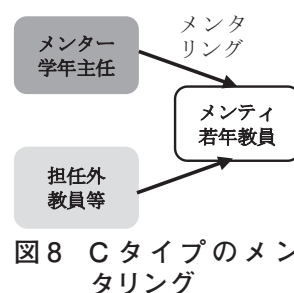 メンター
学年主任
メンタ
リング
メンティ
若年教員
担任外
教員等
図8 Cタイプのメン
タリング